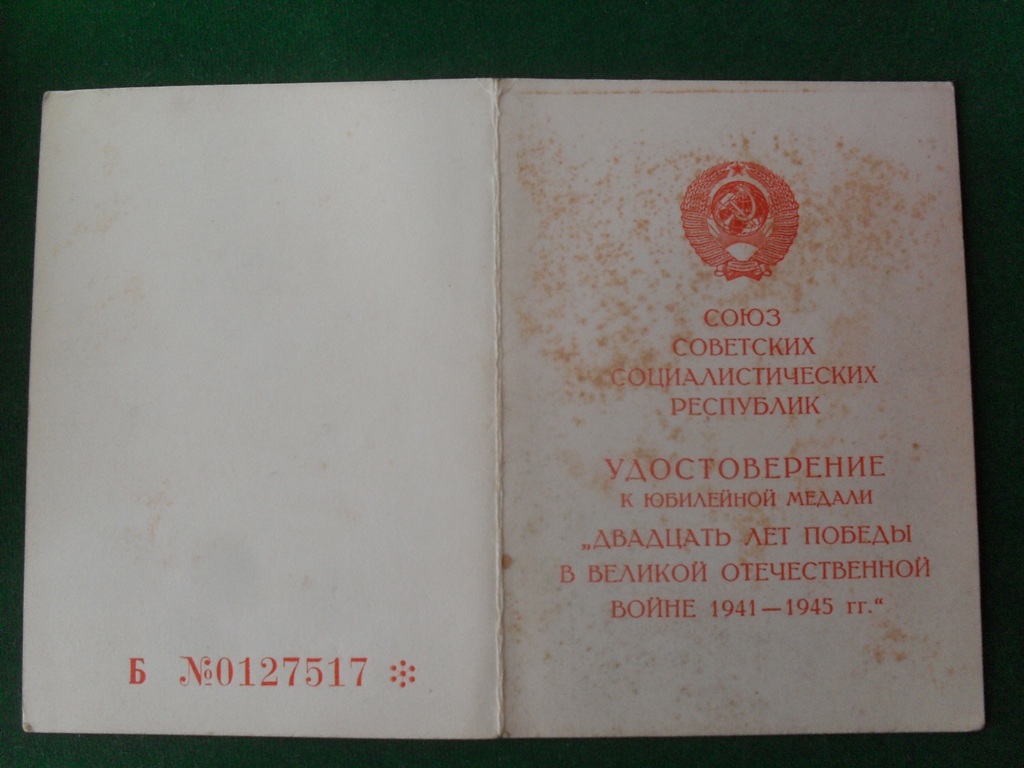 Б №0127517
СОЮЗ
СОВЕТСКИХ
СОЦИАЛИСТИЧЕСКИХ
РЕСПУБЛИК
УДОСТОВЕРЕНИЕ
К ЮБИЛЕЙНОЙ МЕДАЛИ
„ДВАДЦАТЬ ЛЕТ ПОБЕДЫ
В ВЕЛИКОЙ ОТЕЧЕСТВЕННОЙ
ВОЙНЕ 1941—1945 гг.“